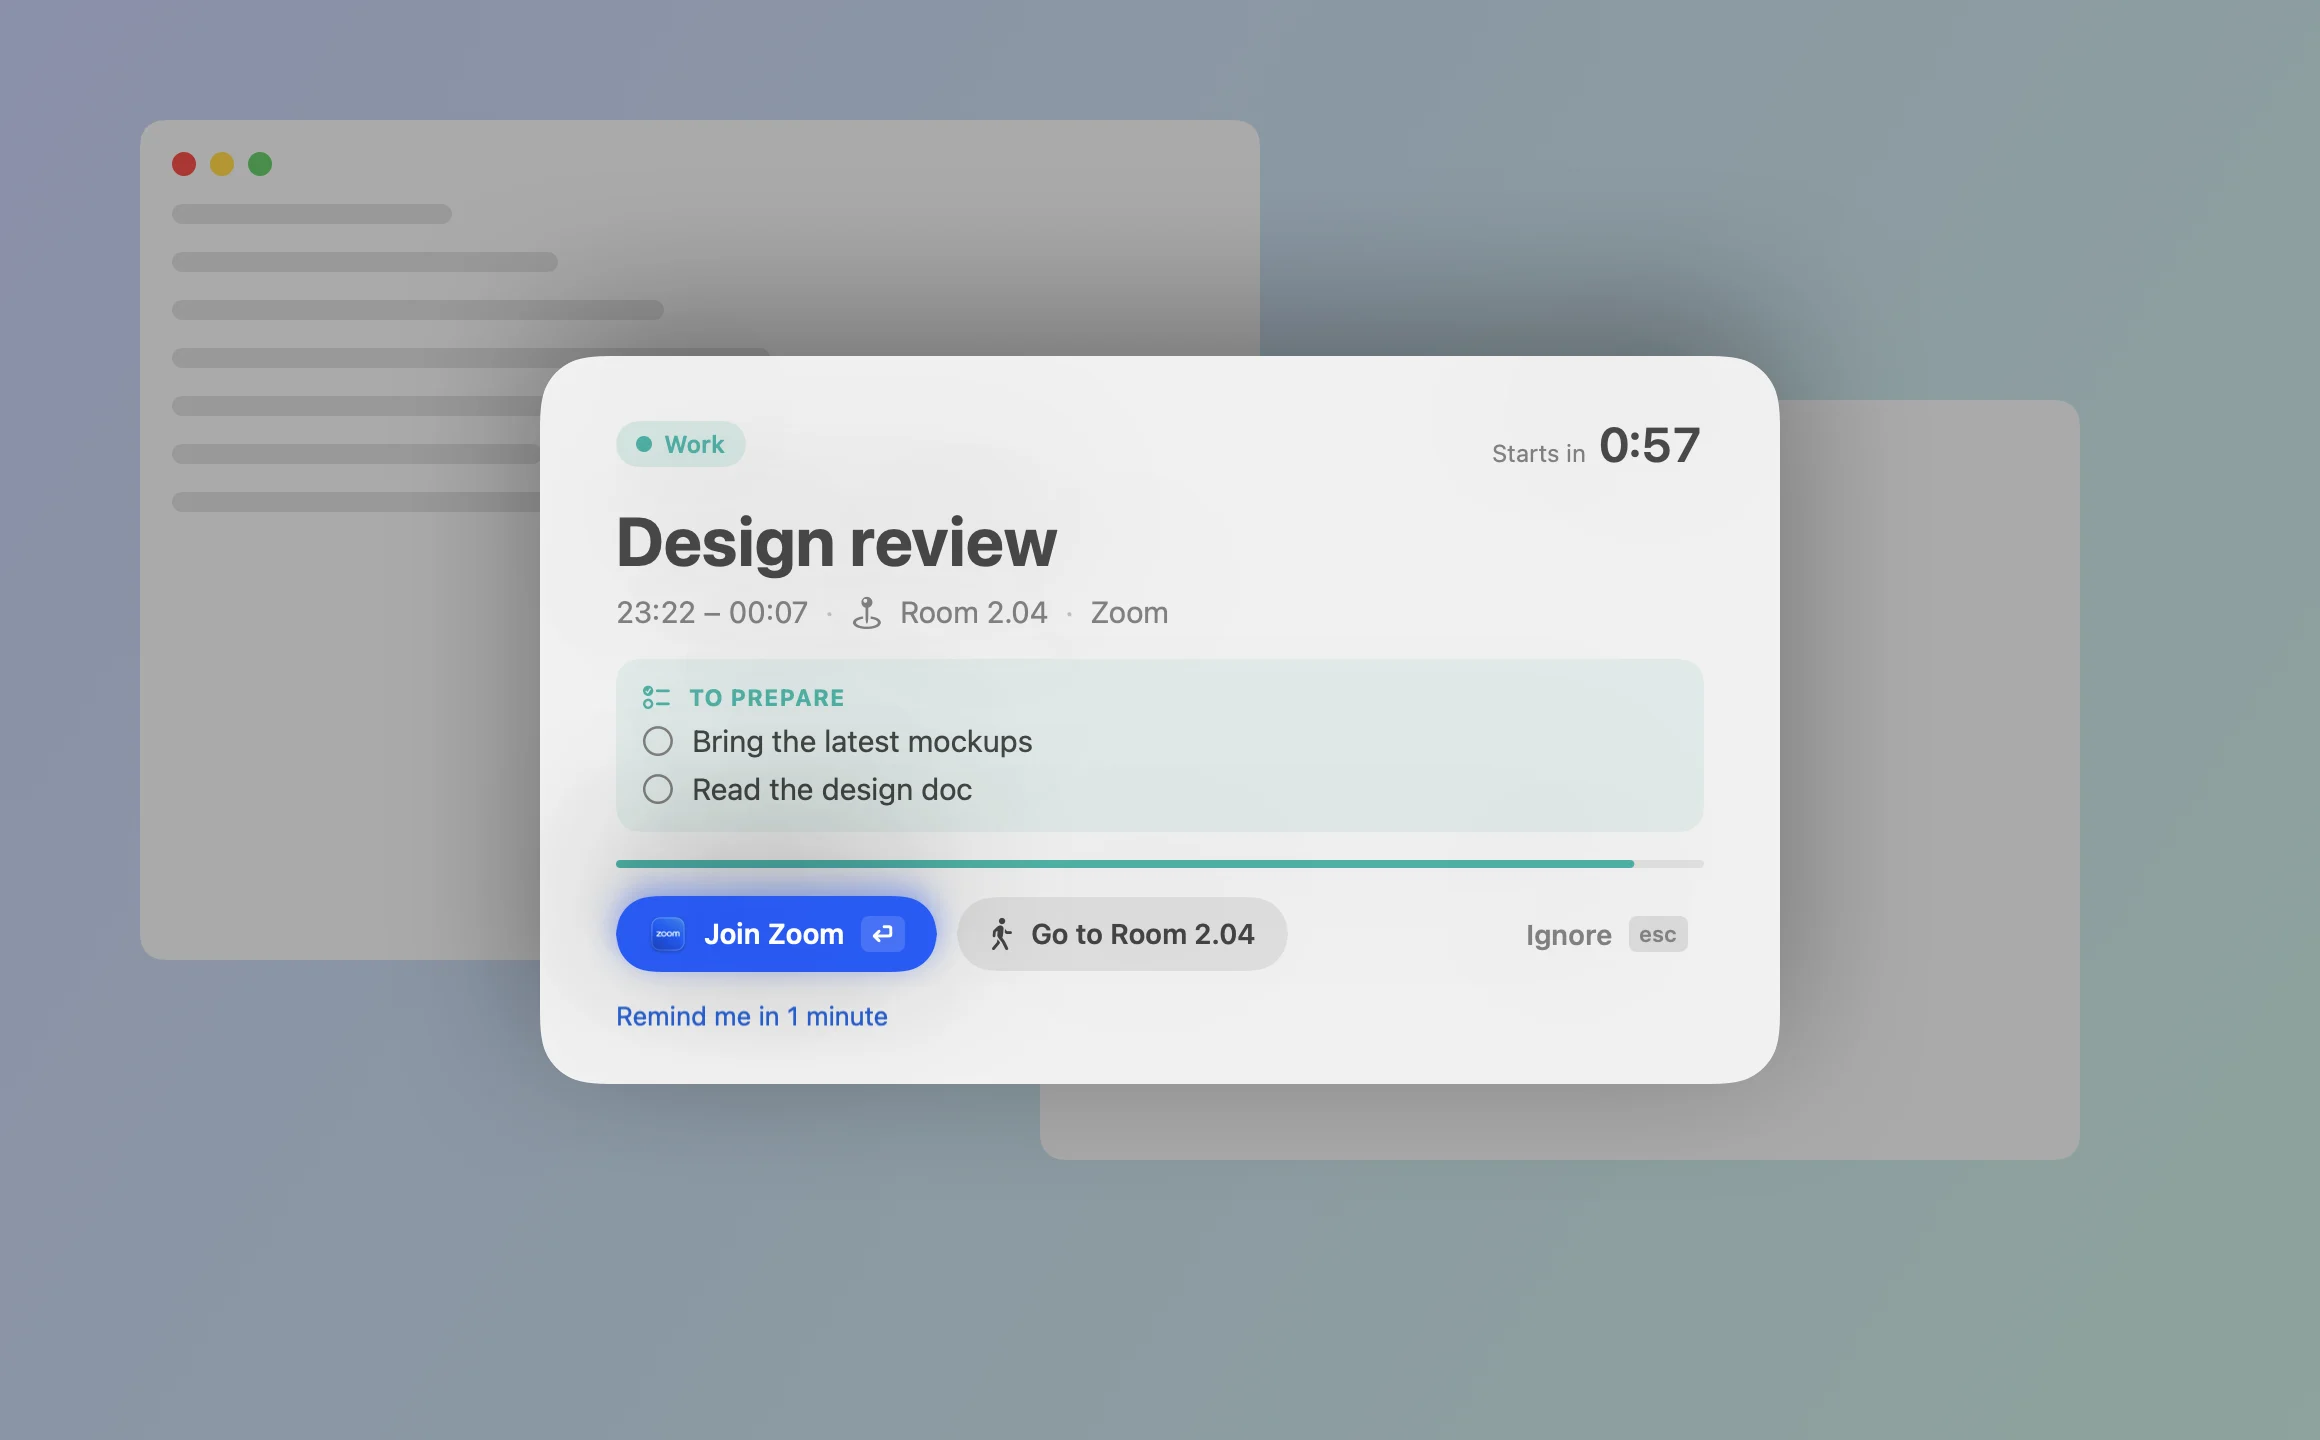 Work
Starts in 0:57
Design review
23:22 – 00:07 · Room 2.04 · Zoom
TO PREPARE
Bring the latest mockups
Read the design doc
zoom Join Zoom
Go to Room 2.04
Ignore esc
Remind me in 1 minute